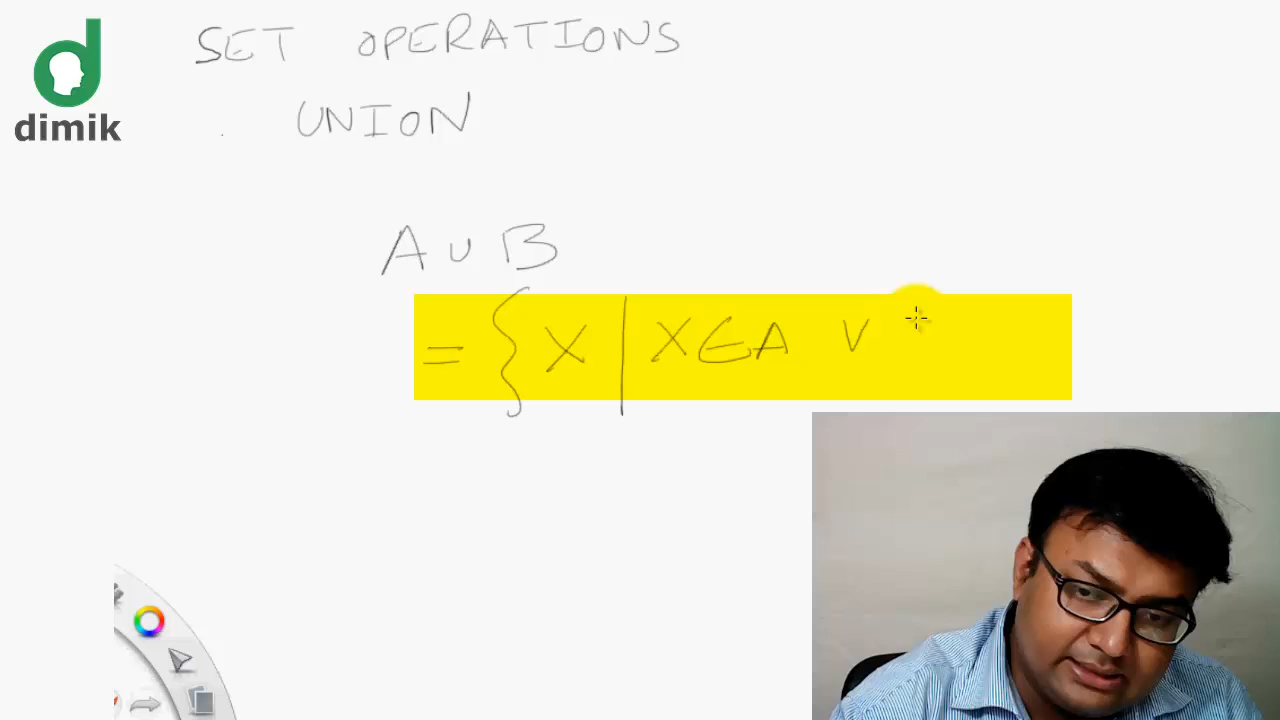 dimik
SET OPERATIONS
UNION
A ∪ B
= { X | X ∈ A ∨